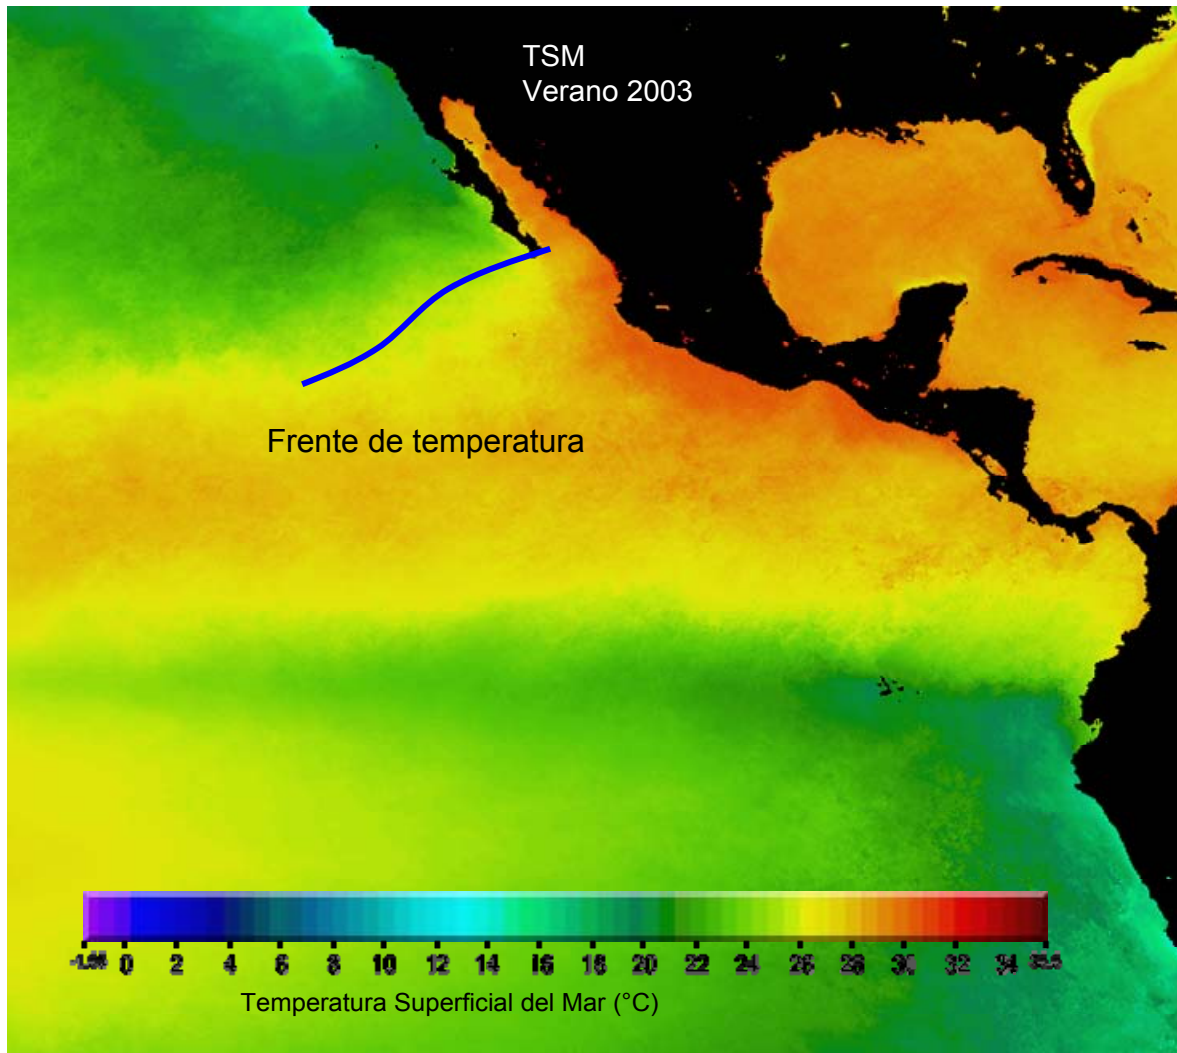 TSM
Verano 2003
Frente de temperatura
0 2 4 6 8 10 12 14 16 18 20 22 24 26 28 30 32 34
Temperatura Superficial del Mar (°C)